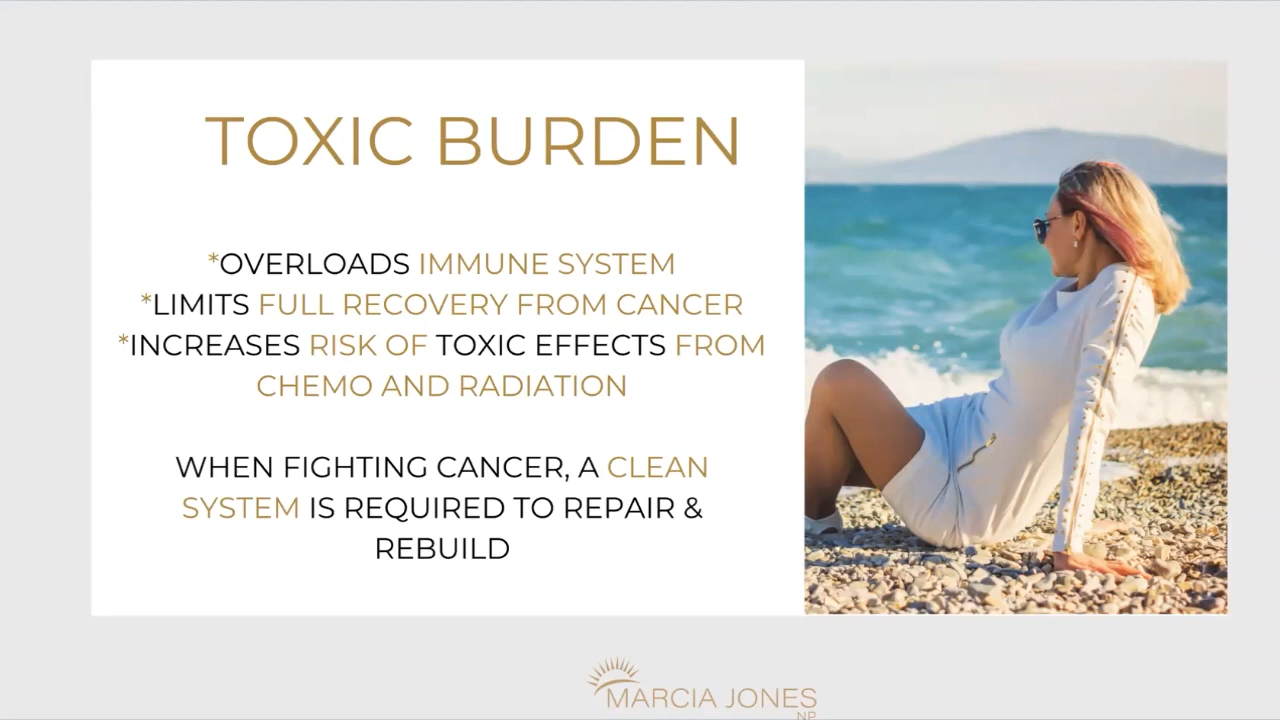 TOXIC BURDEN
*OVERLOADS IMMUNE SYSTEM
*LIMITS FULL RECOVERY FROM CANCER
*INCREASES RISK OF TOXIC EFFECTS FROM
CHEMO AND RADIATION
WHEN FIGHTING CANCER, A CLEAN
SYSTEM IS REQUIRED TO REPAIR &
REBUILD
MARCIA JONES
NP